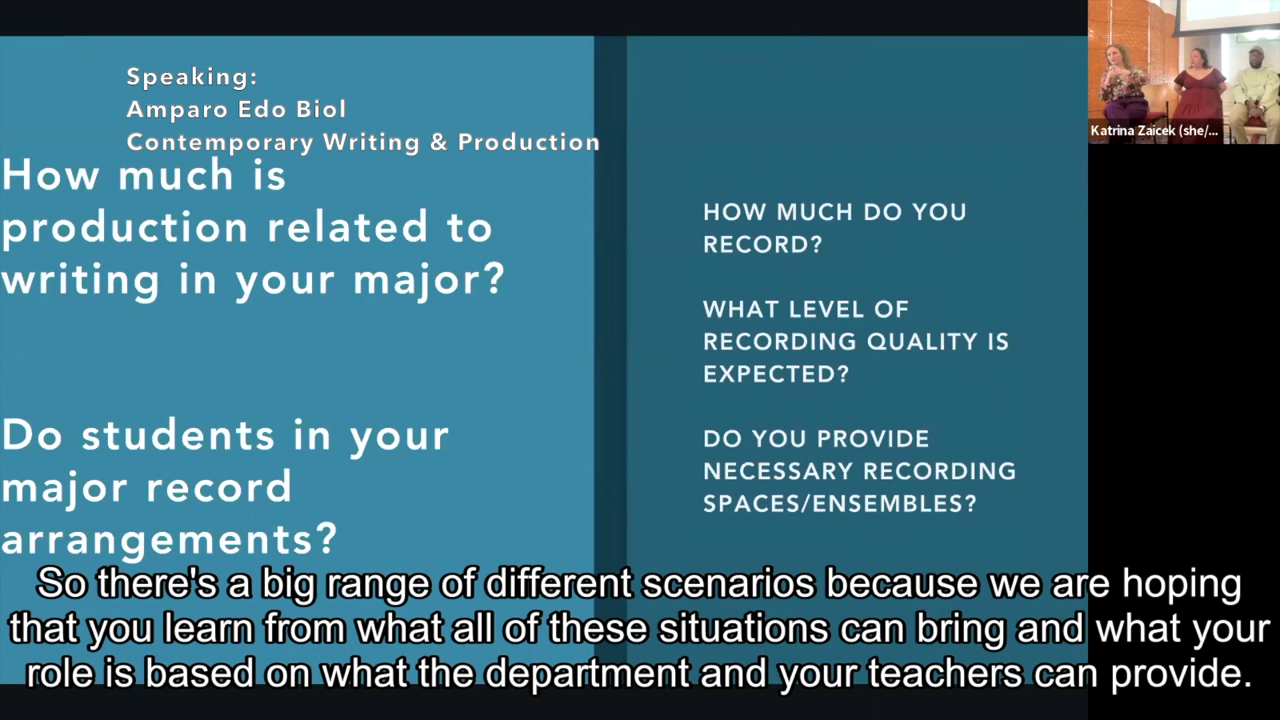 Speaking:
Amparo Edo Biol
Contemporary Writing & Production
How much is
production related to
writing in your major?
Do students in your
major record
arrangements?
HOW MUCH DO YOU
RECORD?
WHAT LEVEL OF
RECORDING QUALITY IS
EXPECTED?
DO YOU PROVIDE
NECESSARY RECORDING
SPACES/ENSEMBLES?
Katrina Zaicek (she/...
So there's a big range of different scenarios because we are hoping
that you learn from what all of these situations can bring and what your
role is based on what the department and your teachers can provide.